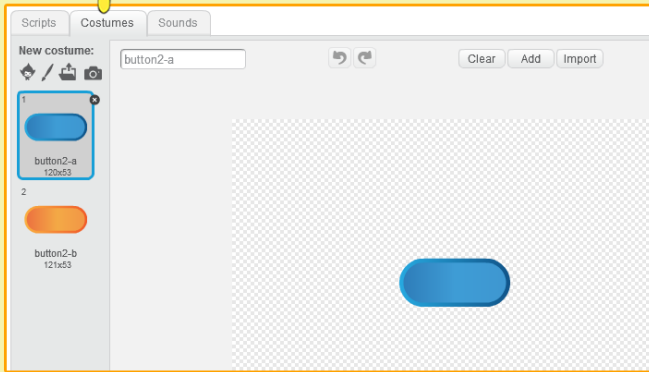 Scripts Costumes Sounds
New costume:
button2-a
Clear Add Import
1
button2-a
120x53
2
button2-b
121x53